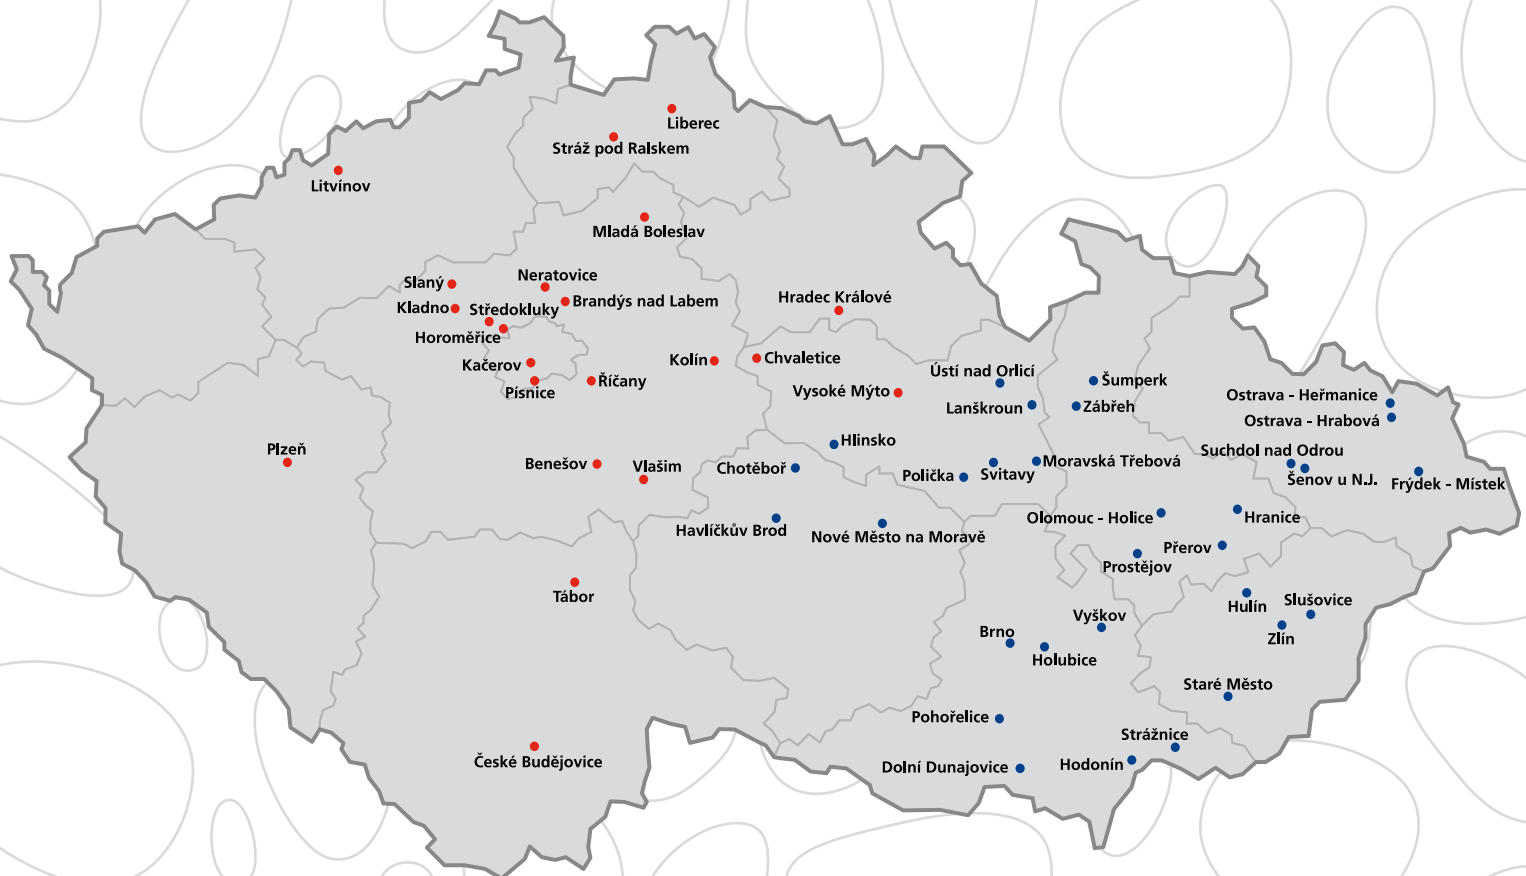 Liberec
Stráž pod Ralskem
Litvínov
Mladá Boleslav
Neratovice
Slaný
Brandýs nad Labem
Kladno
Středokluky
Hradec Králové
Horoměřice
Kačerov
Kolín
Chvaletice
Ústí nad Orlicí
Písnice
Říčany
Vysoké Mýto
Šumperk
Lanškroun
Zábřeh
Ostrava - Heřmanice
Ostrava - Hrabová
Hlinsko
Plzeň
Benešov
Vlašim
Chotěboř
Polička
Svitavy
Moravská Třebová
Suchdol nad Odrou
Šenov u N.J.
Frýdek - Místek
Havlíčkův Brod
Nové Město na Moravě
Olomouc - Holice
Hranice
Přerov
Prostějov
Tábor
Hulín
Slušovice
Vyškov
Brno
Zlín
Holubice
Staré Město
Pohořelice
Strážnice
České Budějovice
Dolní Dunajovice
Hodonín